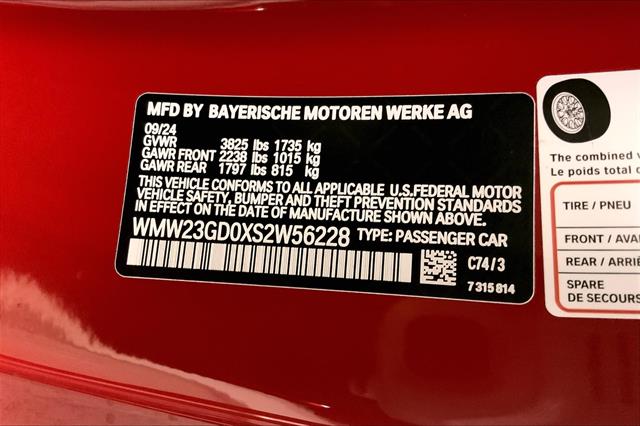 MFD BY BAYERISCHE MOTOREN WERKE AG
09/24
GVWR 3825 lbs 1735 kg
GAWR FRONT 2238 lbs 1015 kg
GAWR REAR 1797 lbs 815 kg
THIS VEHICLE CONFORMS TO ALL APPLICABLE U.S.FEDERAL MOTOR
VEHICLE SAFETY, BUMPER AND THEFT PREVENTION STANDARDS
IN EFFECT ON THE DATE OF MANUFACTURE SHOWN ABOVE.
WMW23GD0XS2W56228 TYPE: PASSENGER CAR
C74/3
7 315 814
The combined
Le poids total
TIRE / PNEU
FRONT / AVA
REAR / ARRI
SPARE
DE SECOURS